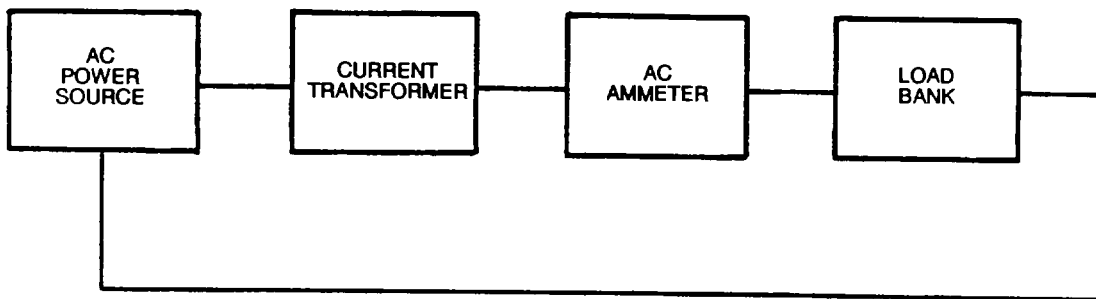 AC
POWER
SOURCE
CURRENT
TRANSFORMER
AC
AMMETER
LOAD
BANK